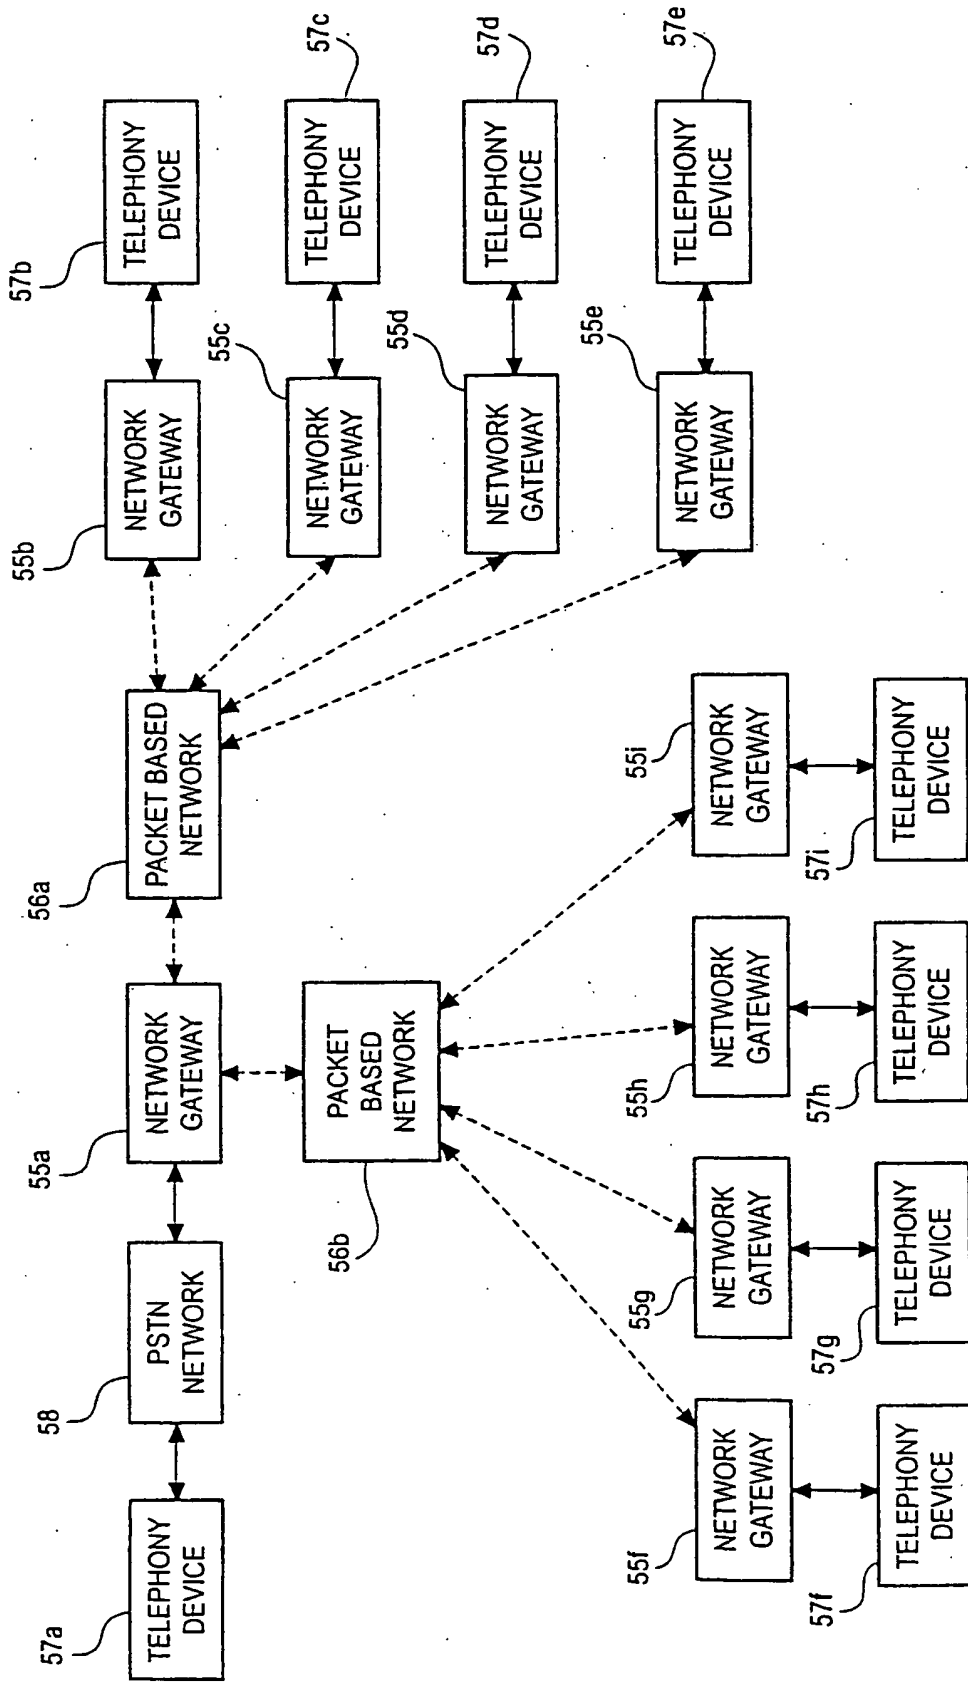 57a
TELEPHONY
DEVICE
58
PSTN
NETWORK
55a
NETWORK
GATEWAY
56a
PACKET BASED
NETWORK
55b
NETWORK
GATEWAY
57b
TELEPHONY
DEVICE
55c
NETWORK
GATEWAY
57c
TELEPHONY
DEVICE
55d
NETWORK
GATEWAY
57d
TELEPHONY
DEVICE
55e
NETWORK
GATEWAY
57e
TELEPHONY
DEVICE
56b
PACKET
BASED
NETWORK
55f
NETWORK
GATEWAY
55g
NETWORK
GATEWAY
55h
NETWORK
GATEWAY
55i
NETWORK
GATEWAY
57f
TELEPHONY
DEVICE
57g
TELEPHONY
DEVICE
57h
TELEPHONY
DEVICE
57i
TELEPHONY
DEVICE